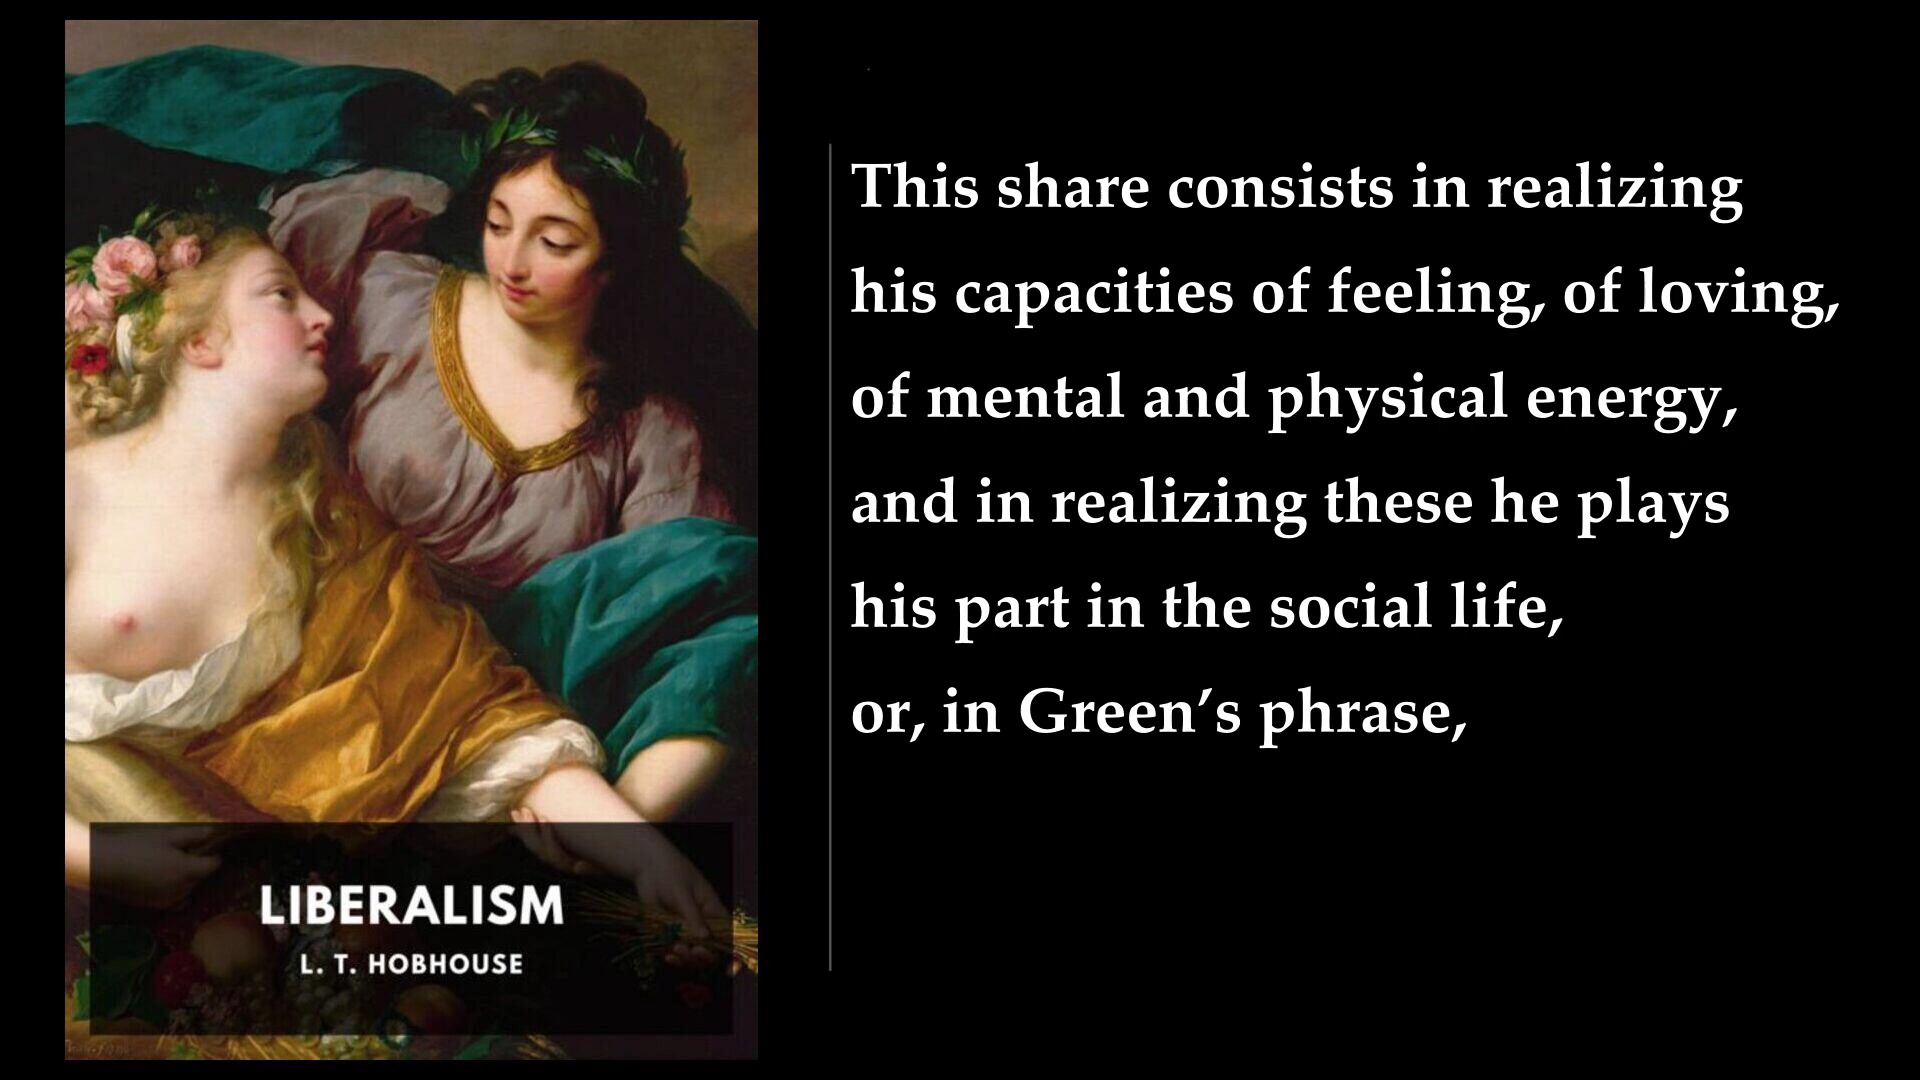 This share consists in realizing
his capacities of feeling, of loving,
of mental and physical energy,
and in realizing these he plays
his part in the social life,
or, in Green’s phrase,
LIBERALISM
L. T. HOBHOUSE